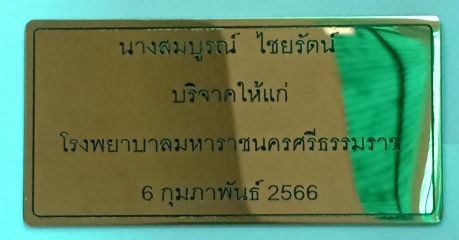 นางสมบูรณ์ ไชยรัตน์
บริจาคให้แก่
โรงพยาบาลมหาราชนครศรีธรรมราช
6 กุมภาพันธ์ 2566